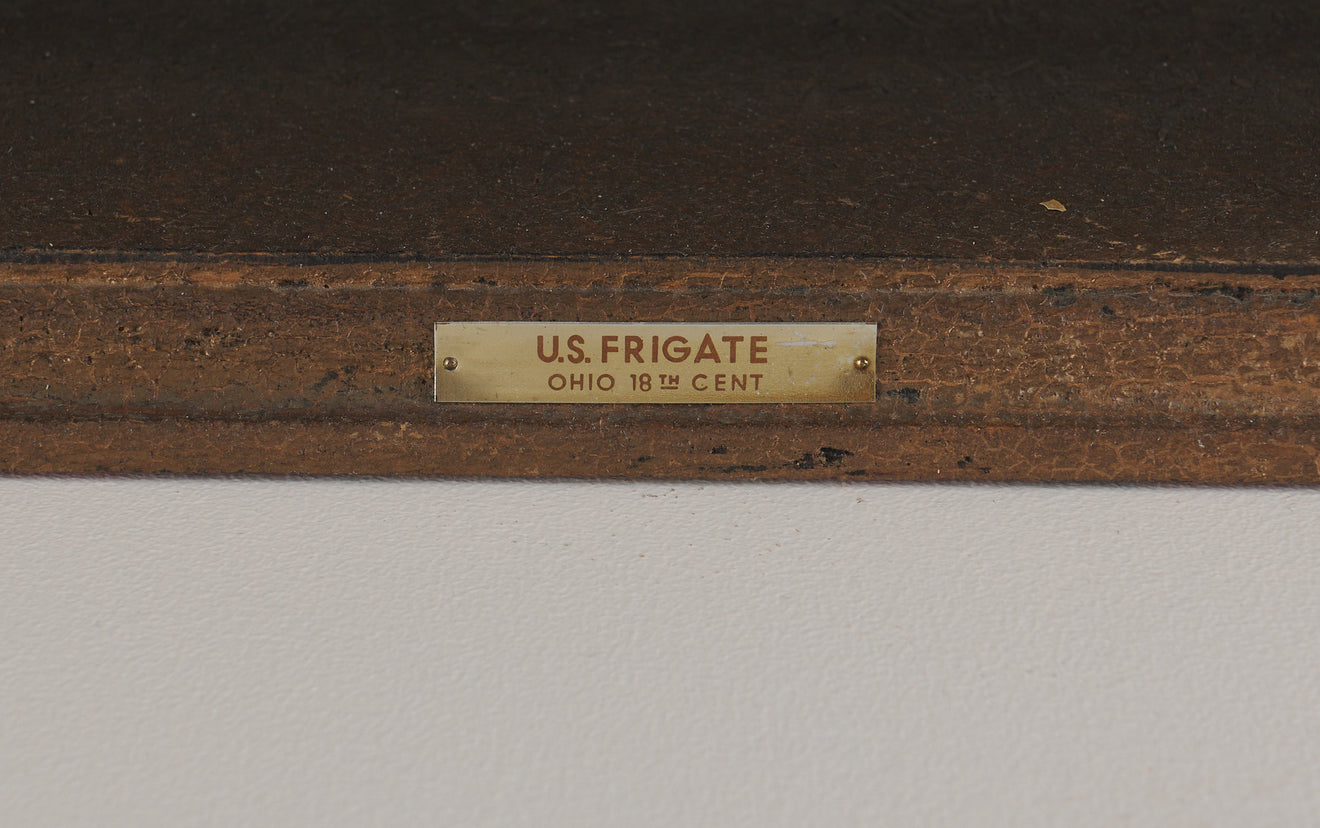 U.S. FRIGATE
OHIO 18TH CENT